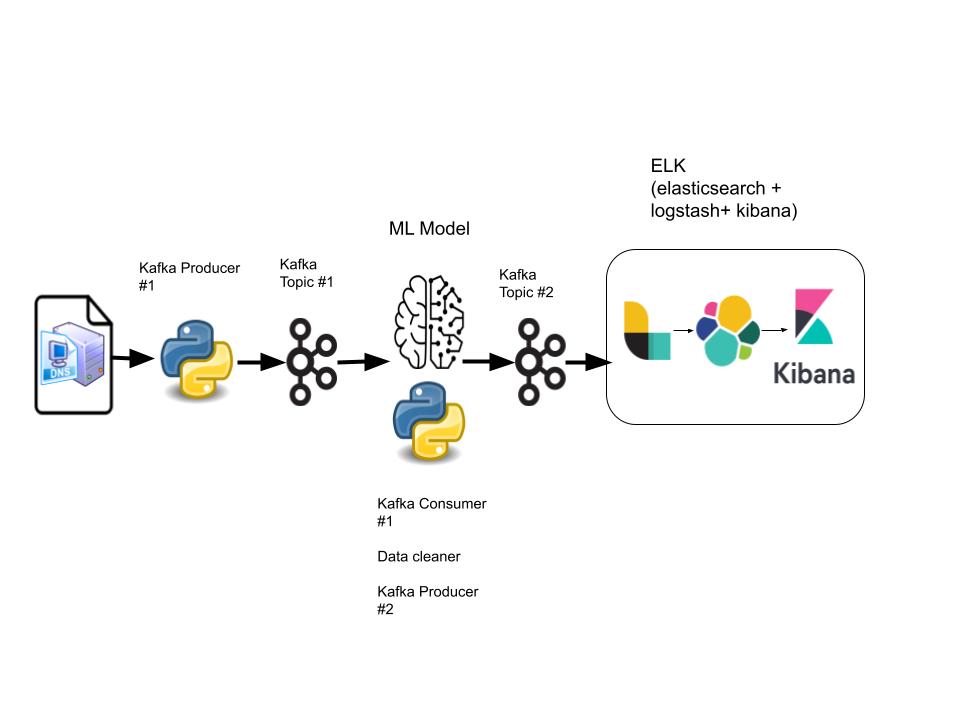 ELK
(elasticsearch +
logstash+ kibana)
ML Model
Kafka Producer
#1
Kafka
Topic #1
Kafka
Topic #2
DNS
Kibana
Kafka Consumer
#1
Data cleaner
Kafka Producer
#2